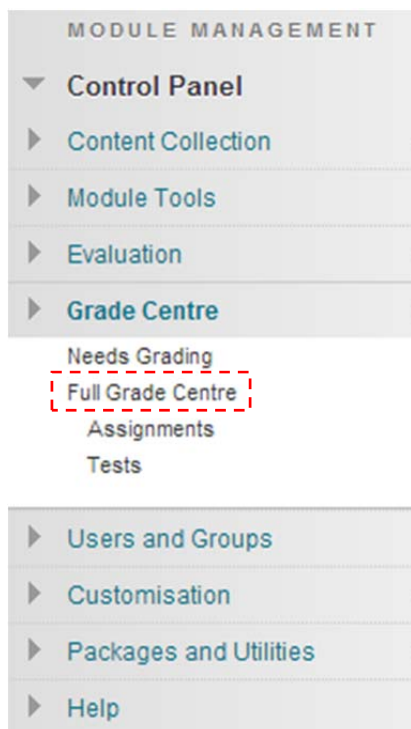 MODULE MANAGEMENT
Control Panel
Content Collection
Module Tools
Evaluation
Grade Centre
Needs Grading
Full Grade Centre
Assignments
Tests
Users and Groups
Customisation
Packages and Utilities
Help